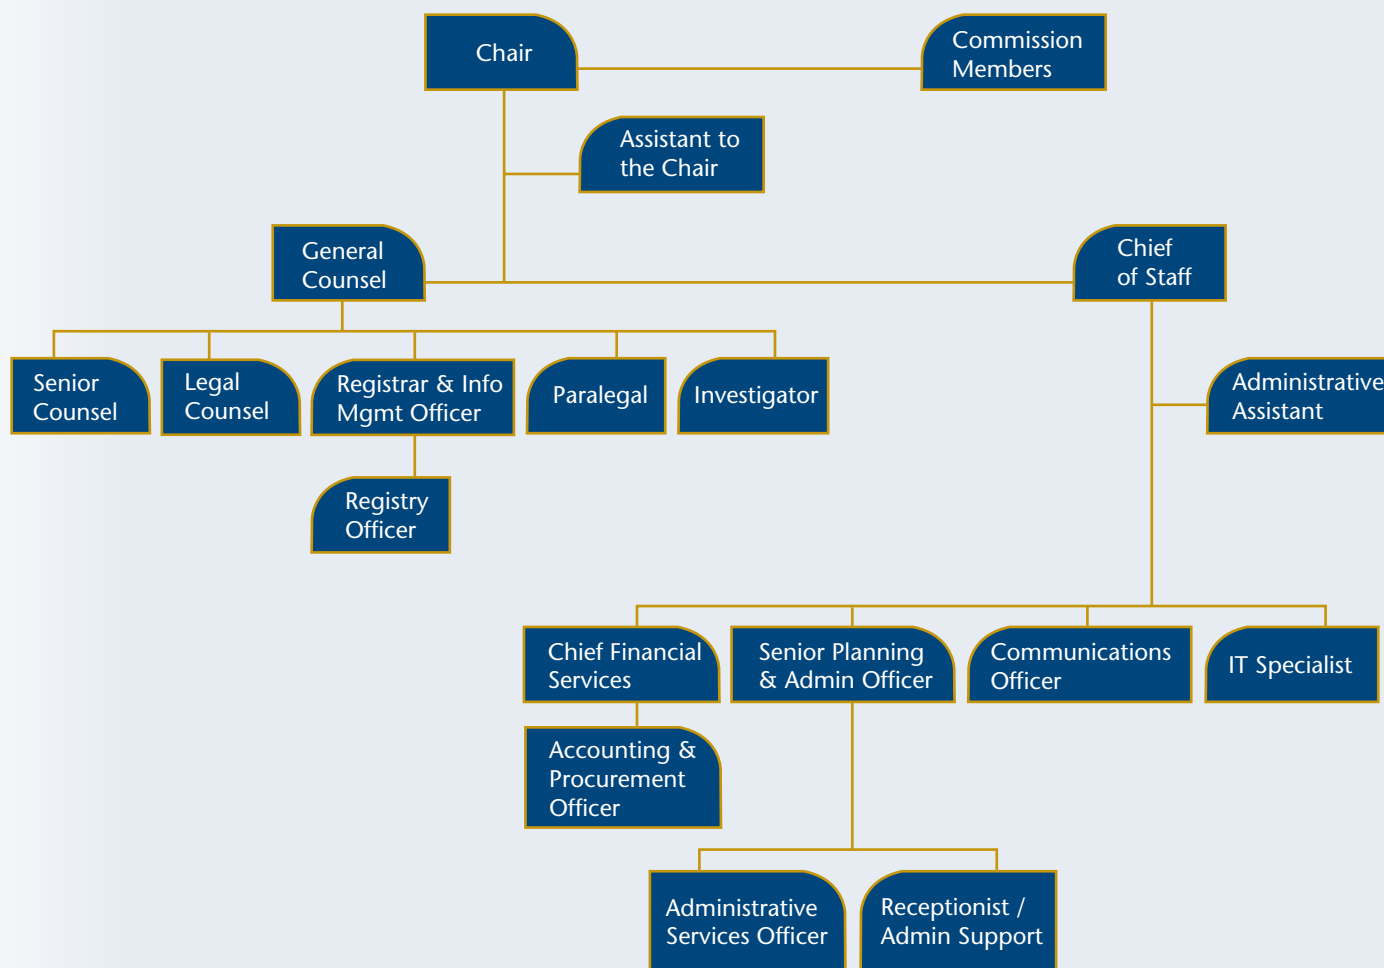 Chair
Commission
Members
Assistant to
the Chair
General
Counsel
Chief
of Staff
Senior
Counsel
Legal
Counsel
Registrar & Info
Mgmt Officer
Paralegal
Investigator
Administrative
Assistant
Registry
Officer
Chief Financial
Services
Senior Planning
& Admin Officer
Communications
Officer
IT Specialist
Accounting &
Procurement
Officer
Administrative
Services Officer
Receptionist /
Admin Support